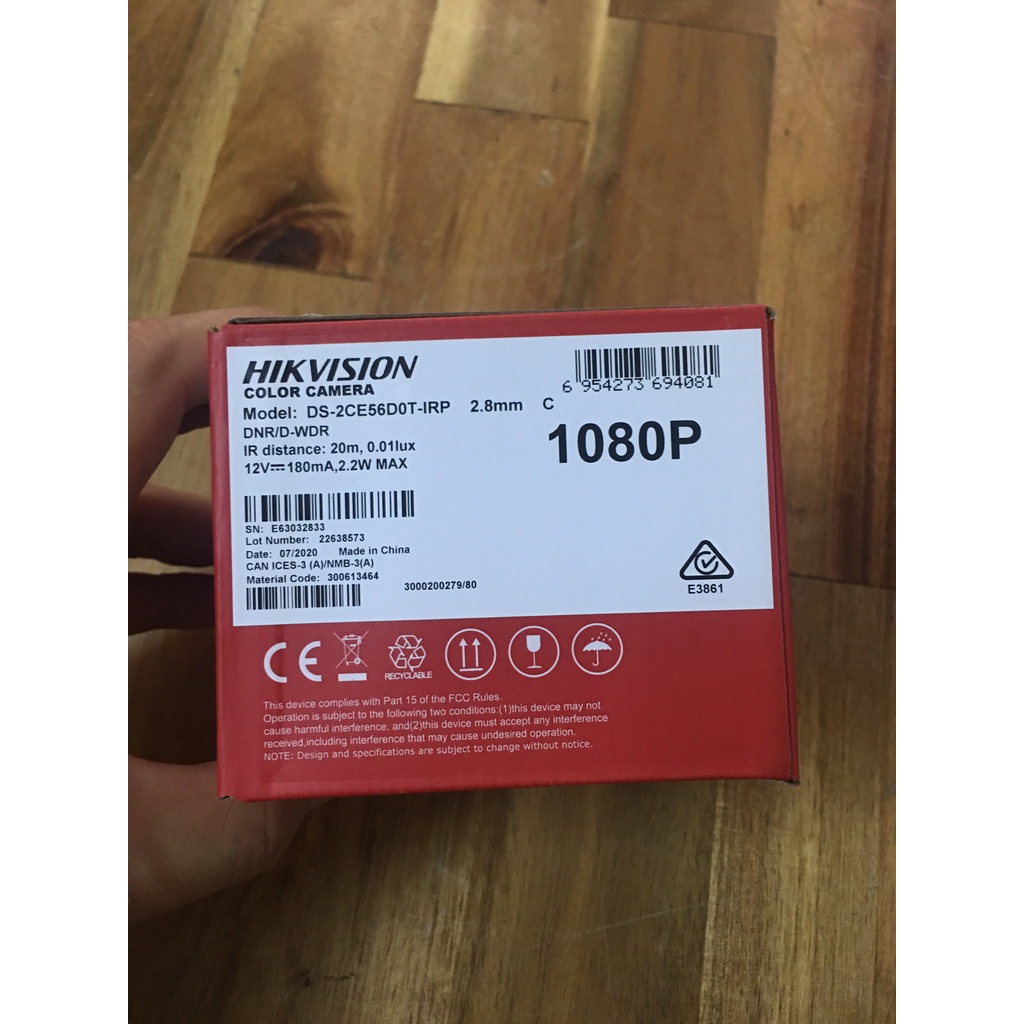 HIKVISION
COLOR CAMERA
Model: DS-2CE56D0T-IRP 2.8mm C
DNR/D-WDR
IR distance: 20m, 0.01lux
12V⎓180mA,2.2W MAX
6 954273 694081
1080P
SN: E63032833
Lot Number: 22638573
Date: 07/2020 Made in China
CAN ICES-3 (A)/NMB-3(A)
Material Code: 300613464
3000200279/80
E3861
CE
RECYCLABLE
This device complies with Part 15 of the FCC Rules.
Operation is subject to the following two conditions:(1)this device may not
cause harmful interference, and(2)this device must accept any interference
received,including interference that may cause undesired operation.
NOTE: Design and specifications are subject to change without notice.